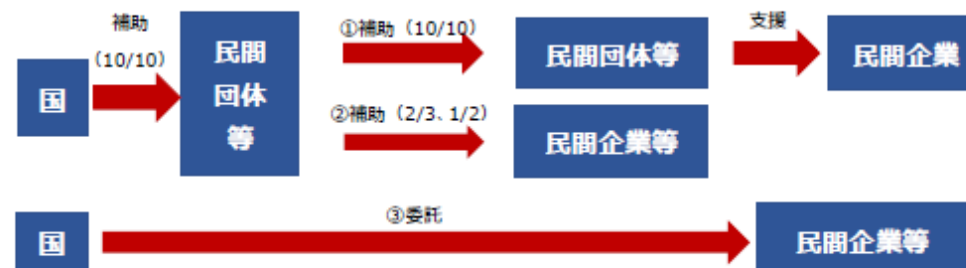 補助
(10/10)
国
民間
団体
等
①補助（10/10）
民間団体等
支援
民間企業
②補助（2/3、1/2）
民間企業等
国
③委託
民間企業等